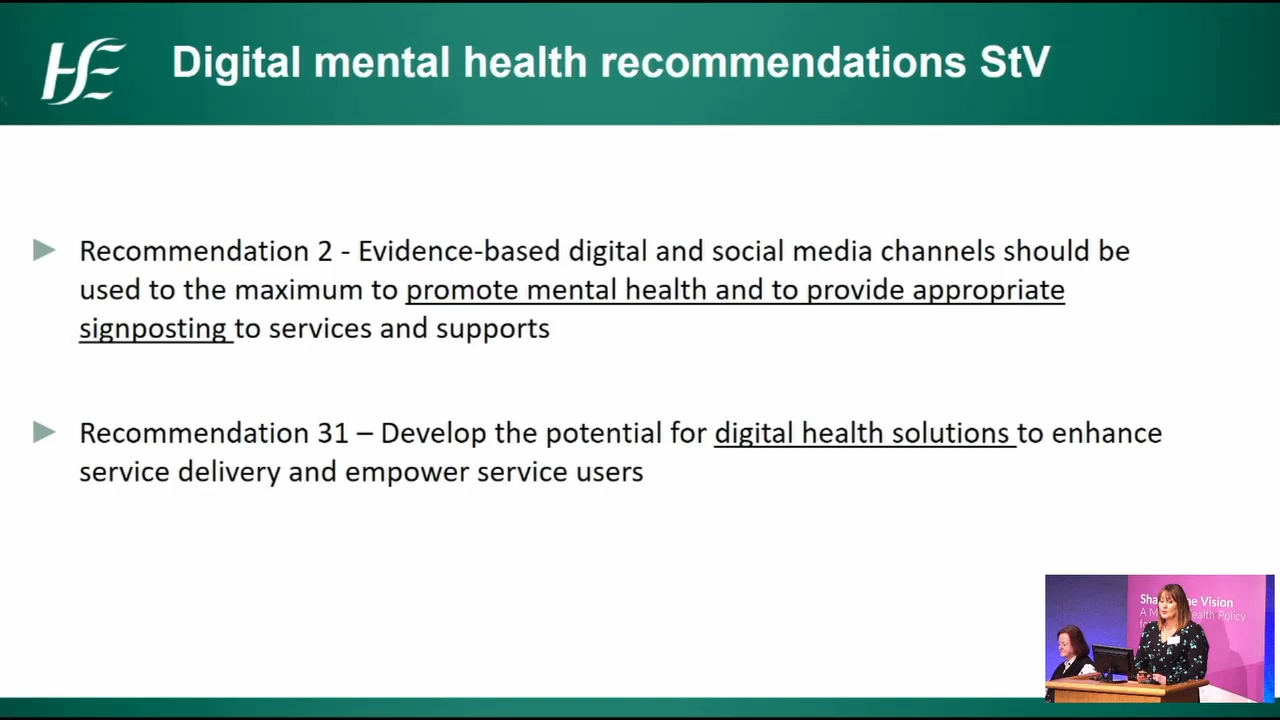 HSE
Digital mental health recommendations StV
Recommendation 2 - Evidence-based digital and social media channels should be
used to the maximum to promote mental health and to provide appropriate
signposting to services and supports
Recommendation 31 – Develop the potential for digital health solutions to enhance
service delivery and empower service users
Vision
Policy